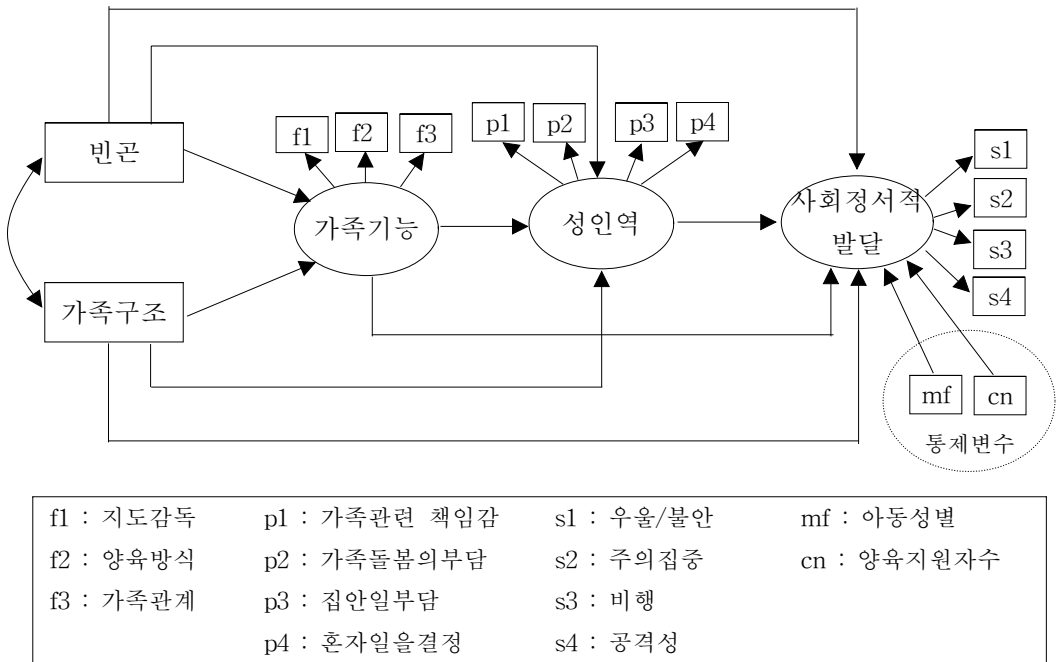 빈곤
f1
f2
f3
p1
p2
p3
p4
s1
s2
s3
s4
가족기능
성인역
사회정서적
발달
가족구조
mf
cn
통제변수
f1 : 지도감독 p1 : 가족관련 책임감 s1 : 우울/불안 mf : 아동성별
f2 : 양육방식 p2 : 가족돌봄의부담 s2 : 주의집중 cn : 양육지원자수
f3 : 가족관계 p3 : 집안일부담 s3 : 비행
p4 : 혼자일을결정 s4 : 공격성